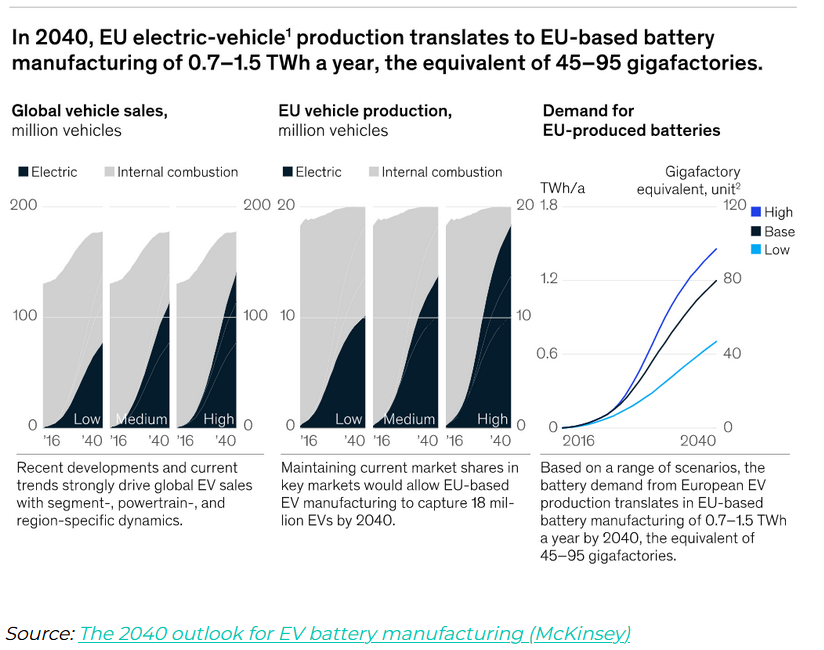 In 2040, EU electric-vehicle¹ production translates to EU-based battery
manufacturing of 0.7–1.5 TWh a year, the equivalent of 45–95 gigafactories.
Global vehicle sales,
million vehicles
Electric
Internal combustion
200
200
100
100
0
0
Low
Medium
High
'16
'40
'16
'40
'16
'40
Recent developments and current
trends strongly drive global EV sales
with segment-, powertrain-, and
region-specific dynamics.
EU vehicle production,
million vehicles
Electric
Internal combustion
20
20
10
10
0
0
Low
Medium
High
'16
'40
'16
'40
'16
'40
Maintaining current market shares in
key markets would allow EU-based
EV manufacturing to capture 18 mil-
lion EVs by 2040.
Demand for
EU-produced batteries
TWh/a
Gigafactory
equivalent, unit²
1.8
120
High
Base
Low
1.2
80
0.6
40
0
0
2016
2040
Based on a range of scenarios, the
battery demand from European EV
production translates in EU-based
battery manufacturing of 0.7–1.5 TWh
a year by 2040, the equivalent of
45–95 gigafactories.
Source: The 2040 outlook for EV battery manufacturing (McKinsey)